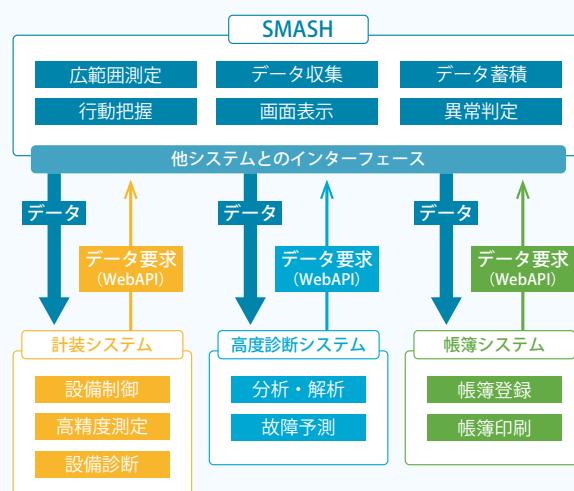 SMASH
広範囲測定
データ収集
データ蓄積
行動把握
画面表示
異常判定
他システムとのインターフェース
データ
データ
データ
データ要求
（WebAPI）
データ要求
（WebAPI）
データ要求
（WebAPI）
計装システム
設備制御
高精度測定
設備診断
高度診断システム
分析・解析
故障予測
帳簿システム
帳簿登録
帳簿印刷